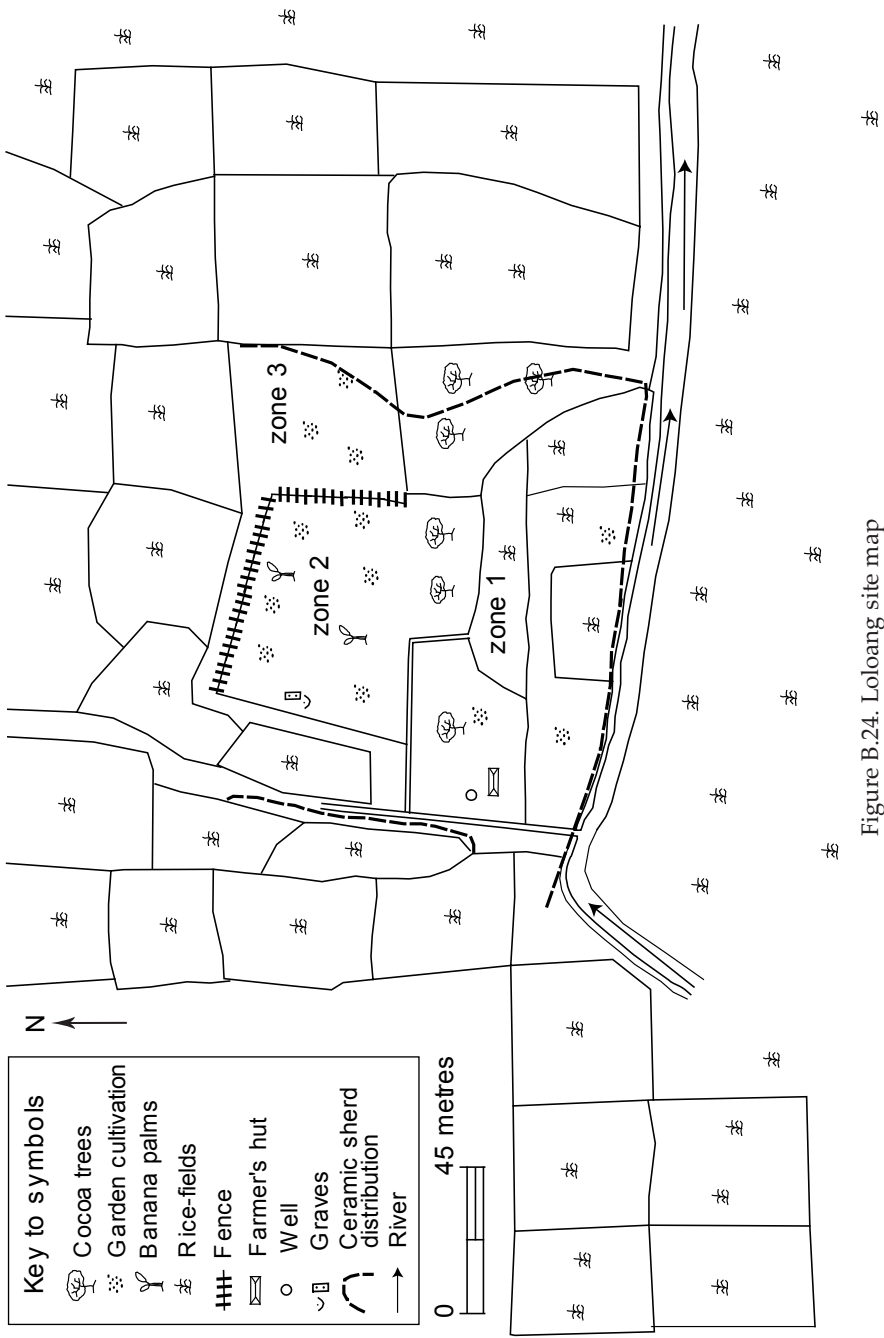 Key to symbols
Cocoa trees
Garden cultivation
Banana palms
Rice-fields
Fence
Farmer's hut
Well
Graves
Ceramic sherd
distribution
River
0 45 metres
N
zone 1
zone 2
zone 3
Figure B.24. Loloang site map